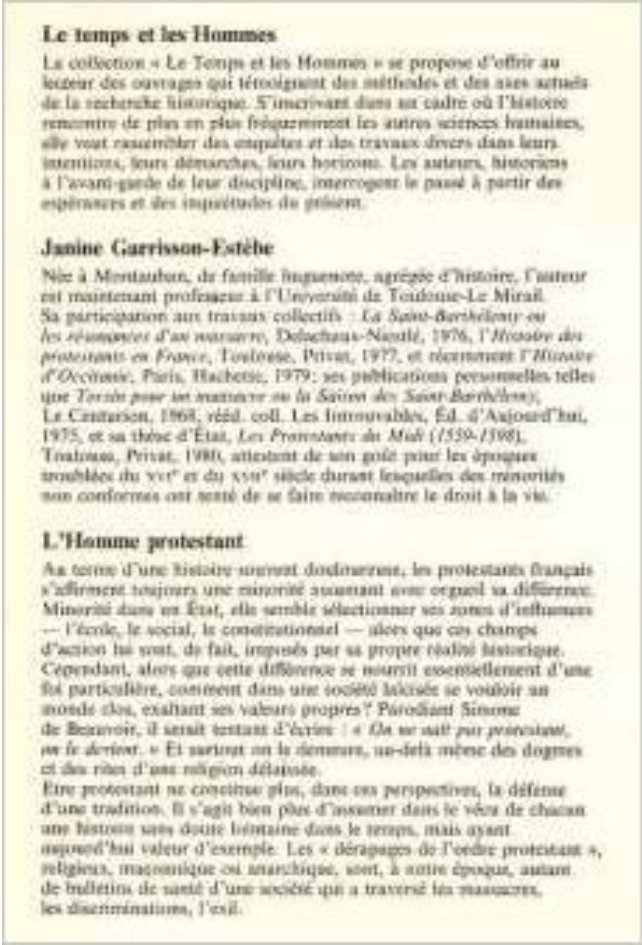 Le temps et les Hommes
La collection « Le Temps et les Hommes » se propose d'offrir au
lecteur des ouvrages qui témoignent des méthodes et des axes actuels
de la recherche historique. S'inscrivant dans un cadre où l'histoire
rencontre de plus en plus fréquemment les autres sciences humaines,
elle veut rassembler des enquêtes et des travaux divers dans leurs
intentions, leurs démarches, leurs horizons. Les auteurs, historiens
à l'avant-garde de leur discipline, interrogent le passé à partir des
espérances et des inquiétudes du présent.
Janine Garrisson-Estèbe
Née à Montauban, de famille huguenote, agrégée d'histoire, l'auteur
est maintenant professeur à l'Université de Toulouse-Le Mirail.
Sa participation aux travaux collectifs : La Saint-Barthélemy ou
les résonances d'un massacre, Delachaux-Niestlé, 1976, l'Histoire des
protestants en France, Toulouse, Privat, 1977, et récemment l'Histoire
d'Occitanie, Paris, Hachette, 1979; ses publications personnelles telles
que Tocsin pour un massacre ou la Saison des Saint-Barthélemy,
Le Centurion, 1968, rééd. coll. Les Introuvables, Éd. d'Aujourd'hui,
1975, et sa thèse d'État, Les Protestants du Midi (1559-1598),
Toulouse, Privat, 1980, attestent de son goût pour les époques
troublées du XVIe et du XVIIe siècle durant lesquelles des minorités
non conformes ont tenté de se faire reconnaître le droit à la vie.
L'Homme protestant
Au terme d'une histoire souvent douloureuse, les protestants français
s'affirment toujours une minorité assumant avec orgueil sa différence.
Minorité dans un État, elle semble sélectionner ses zones d'influences
— l'école, le social, le constitutionnel — alors que ces champs
d'action lui sont, de fait, imposés par sa propre réalité historique.
Cependant, alors que cette différence se nourrit essentiellement d'une
foi particulière, comment dans une société laïcisée se vouloir un
monde clos, exaltant ses valeurs propres? Parodiant Simone
de Beauvoir, il serait tentant d'écrire : « On ne naît pas protestant,
on le devient. » Et surtout on le demeure, au-delà même des dogmes
et des rites d'une religion délaissée.
Etre protestant ne constitue plus, dans ces perspectives, la défense
d'une tradition. Il s'agit bien plus d'assumer dans le vécu de chacun
une histoire sans doute lointaine dans le temps, mais ayant
aujourd'hui valeur d'exemple. Les « dérapages de l'ordre protestant »,
religieux, maçonnique ou anarchique, sont, à notre époque, autant
de bulletins de santé d'une société qui a traversé les massacres,
les discriminations, l'exil.